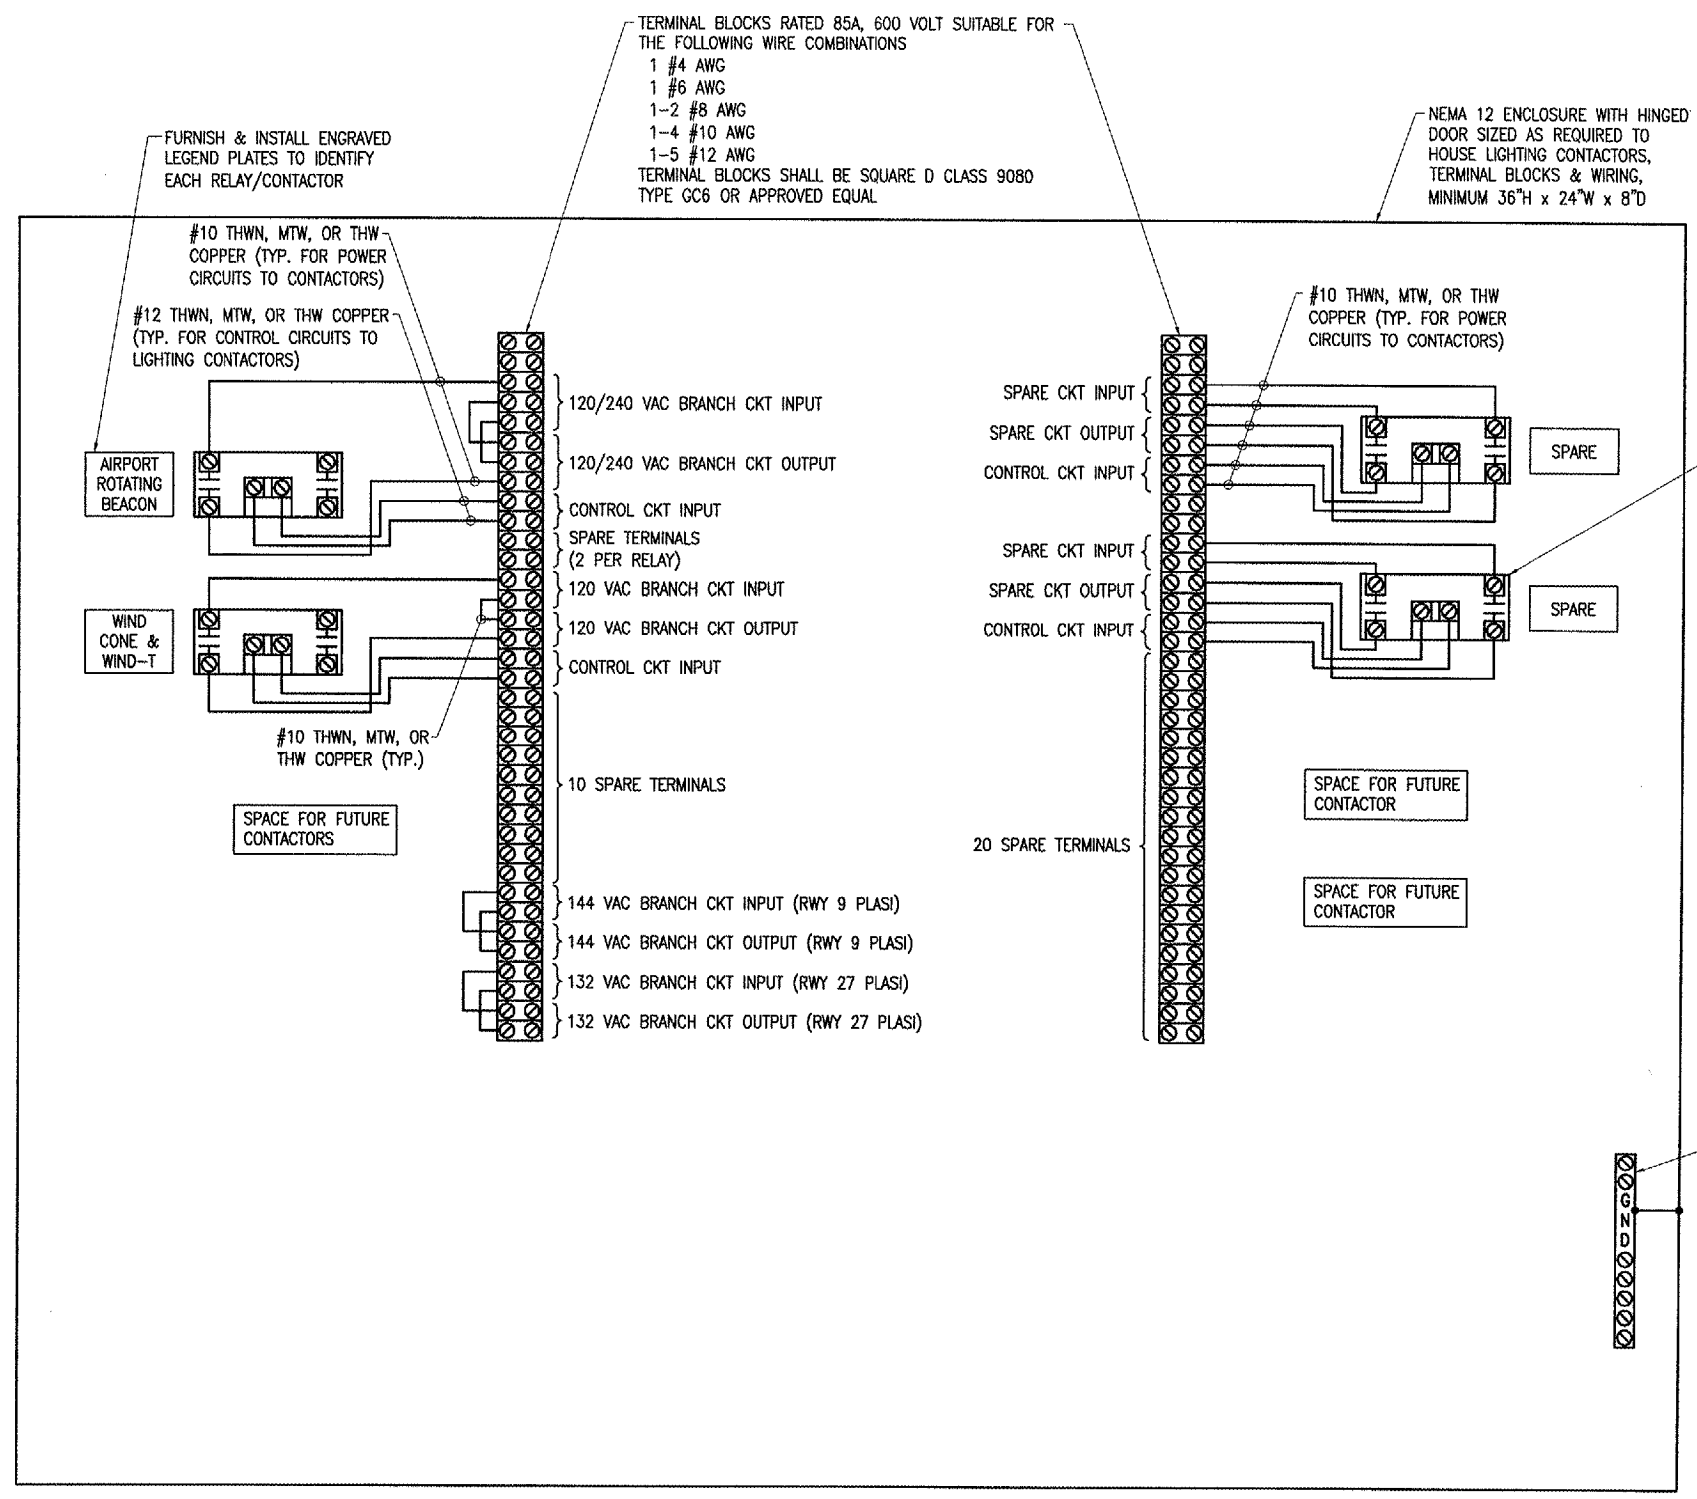 TERMINAL BLOCKS RATED 85A, 600 VOLT SUITABLE FOR
THE FOLLOWING WIRE COMBINATIONS
1 #4 AWG
1 #6 AWG
1-2 #8 AWG
1-4 #10 AWG
1-5 #12 AWG
TERMINAL BLOCKS SHALL BE SQUARE D CLASS 9080
TYPE GC6 OR APPROVED EQUAL
NEMA 12 ENCLOSURE WITH HINGED
DOOR SIZED AS REQUIRED TO
HOUSE LIGHTING CONTACTORS,
TERMINAL BLOCKS & WIRING,
MINIMUM 36"H x 24"W x 8"D
FURNISH & INSTALL ENGRAVED
LEGEND PLATES TO IDENTIFY
EACH RELAY/CONTACTOR
#10 THWN, MTW, OR THW
COPPER (TYP. FOR POWER
CIRCUITS TO CONTACTORS)
#12 THWN, MTW, OR THW COPPER
(TYP. FOR CONTROL CIRCUITS TO
LIGHTING CONTACTORS)
AIRPORT
ROTATING
BEACON
WIND
CONE &
WIND-T
#10 THWN, MTW, OR
THW COPPER (TYP.)
SPACE FOR FUTURE
CONTACTORS
120/240 VAC BRANCH CKT INPUT
120/240 VAC BRANCH CKT OUTPUT
CONTROL CKT INPUT
SPARE TERMINALS
(2 PER RELAY)
120 VAC BRANCH CKT INPUT
120 VAC BRANCH CKT OUTPUT
CONTROL CKT INPUT
10 SPARE TERMINALS
144 VAC BRANCH CKT INPUT (RWY 9 PLASI)
144 VAC BRANCH CKT OUTPUT (RWY 9 PLASI)
132 VAC BRANCH CKT INPUT (RWY 27 PLASI)
132 VAC BRANCH CKT OUTPUT (RWY 27 PLASI)
#10 THWN, MTW, OR THW
COPPER (TYP. FOR POWER
CIRCUITS TO CONTACTORS)
SPARE CKT INPUT
SPARE CKT OUTPUT
CONTROL CKT INPUT
SPARE
SPARE CKT INPUT
SPARE CKT OUTPUT
CONTROL CKT INPUT
SPARE
20 SPARE TERMINALS
SPACE FOR FUTURE
CONTACTOR
SPACE FOR FUTURE
CONTACTOR
GND